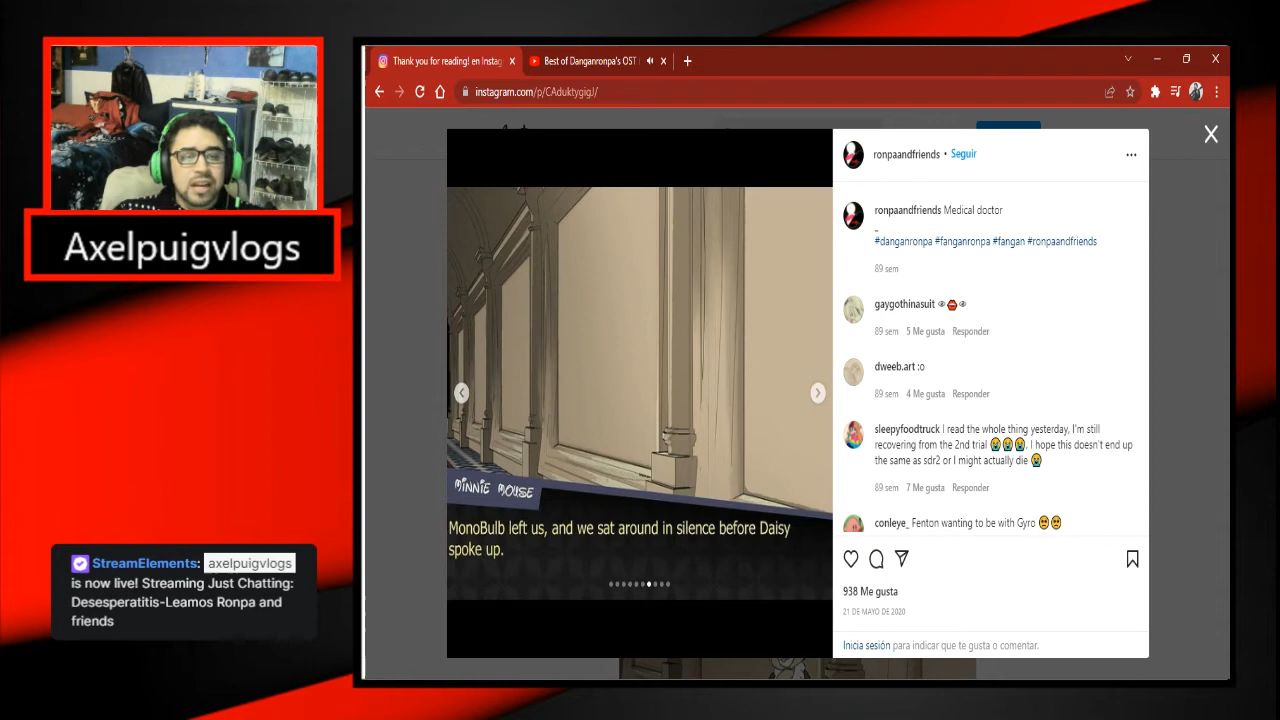 Axelpuigvlogs
StreamElements: axelpuigvlogs
is now live! Streaming Just Chatting:
Desesperatitis-Leamos Ronpa and
friends
Thank you for reading! en Instag
Best of Danganronpa's OST
instagram.com/p/CAduktygigJ/
MINNIE MOUSE
MonoBulb left us, and we sat around in silence before Daisy
spoke up.
ronpaandfriends • Seguir
ronpaandfriends Medical doctor
_
#danganronpa #fanganronpa #fangan #ronpaandfriends
89 sem
gaygothinasuit 👁👄👁
89 sem 5 Me gusta Responder
dweeb.art :o
89 sem 4 Me gusta Responder
sleepyfoodtruck I read the whole thing yesterday, I'm still
recovering from the 2nd trial 😭😭😭. I hope this doesn't end up
the same as sdr2 or I might actually die 😭
89 sem 7 Me gusta Responder
conleye_ Fenton wanting to be with Gyro 🥺🥺
938 Me gusta
21 DE MAYO DE 2020
Inicia sesión para indicar que te gusta o comentar.